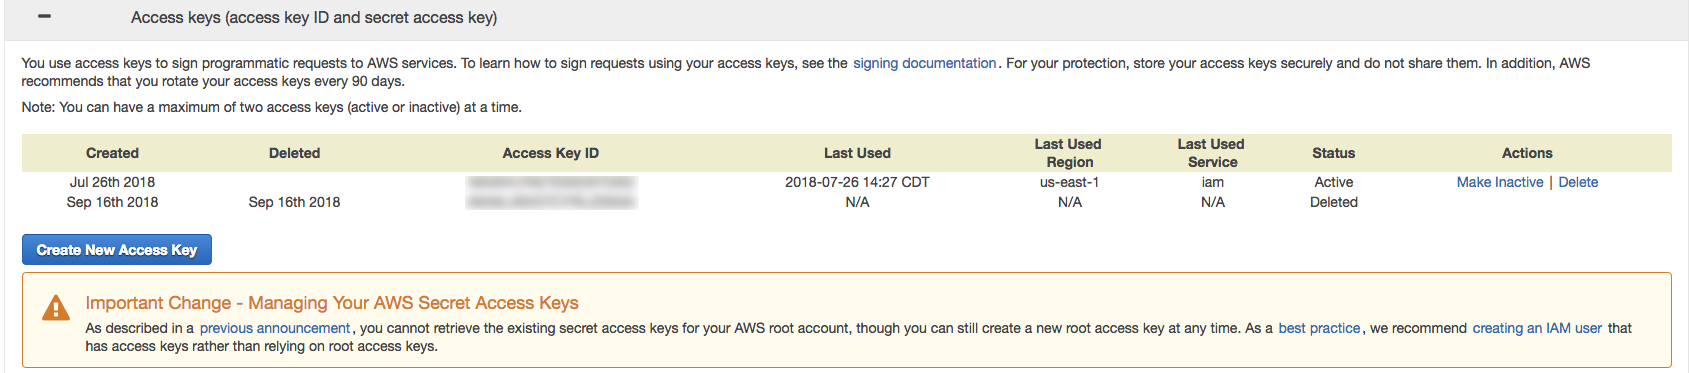 Access keys (access key ID and secret access key)
You use access keys to sign programmatic requests to AWS services. To learn how to sign requests using your access keys, see the signing documentation. For your protection, store your access keys securely and do not share them. In addition, AWS
recommends that you rotate your access keys every 90 days.
Note: You can have a maximum of two access keys (active or inactive) at a time.
Created Deleted Access Key ID Last Used Last Used Region Last Used Service Status Actions
Jul 26th 2018 2018-07-26 14:27 CDT us-east-1 iam Active Make Inactive | Delete
Sep 16th 2018 Sep 16th 2018 N/A N/A N/A Deleted
Create New Access Key
Important Change - Managing Your AWS Secret Access Keys
As described in a previous announcement, you cannot retrieve the existing secret access keys for your AWS root account, though you can still create a new root access key at any time. As a best practice, we recommend creating an IAM user that
has access keys rather than relying on root access keys.